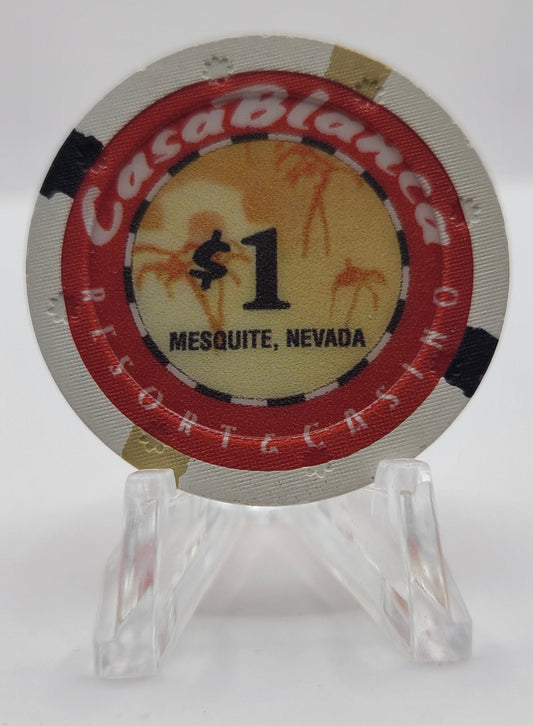 CasaBlanca
$1
MESQUITE, NEVADA
RESORT & CASINO